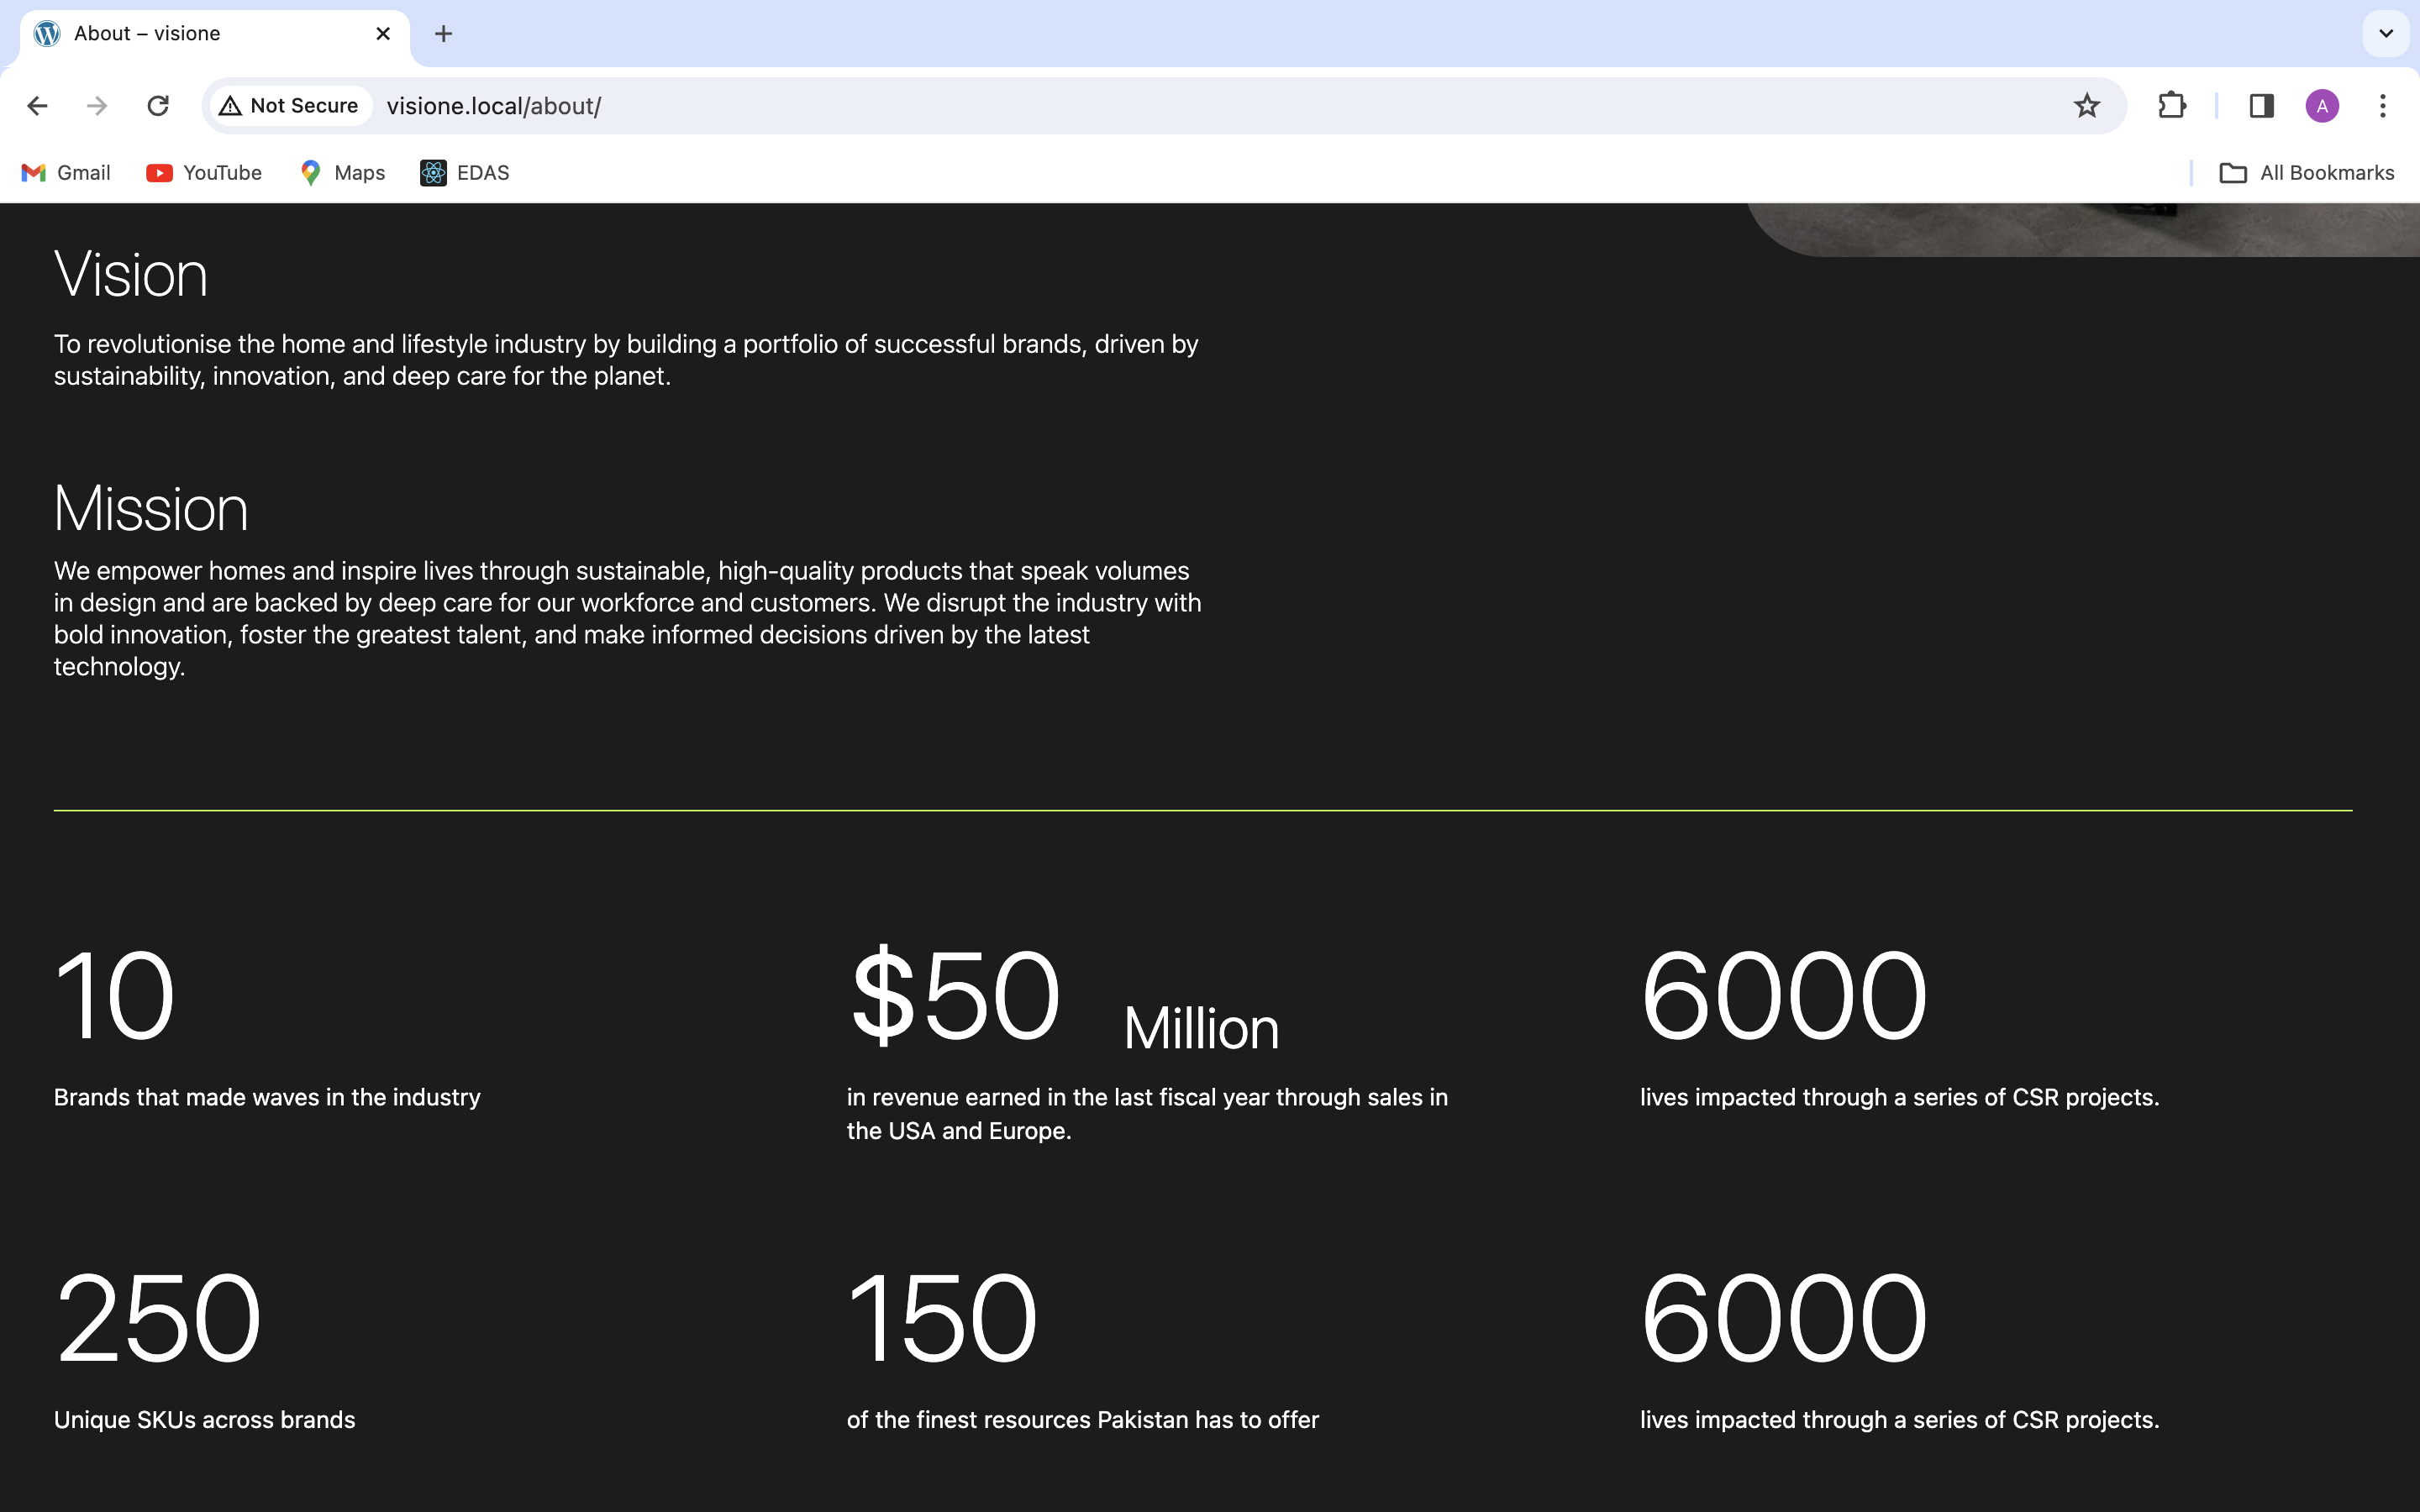 About – visione
Not Secure
visione.local/about/
A
Gmail
YouTube
Maps
EDAS
All Bookmarks
Vision
To revolutionise the home and lifestyle industry by building a portfolio of successful brands, driven by
sustainability, innovation, and deep care for the planet.
Mission
We empower homes and inspire lives through sustainable, high-quality products that speak volumes
in design and are backed by deep care for our workforce and customers. We disrupt the industry with
bold innovation, foster the greatest talent, and make informed decisions driven by the latest
technology.
10
Brands that made waves in the industry
$50 Million
in revenue earned in the last fiscal year through sales in
the USA and Europe.
6000
lives impacted through a series of CSR projects.
250
Unique SKUs across brands
150
of the finest resources Pakistan has to offer
6000
lives impacted through a series of CSR projects.